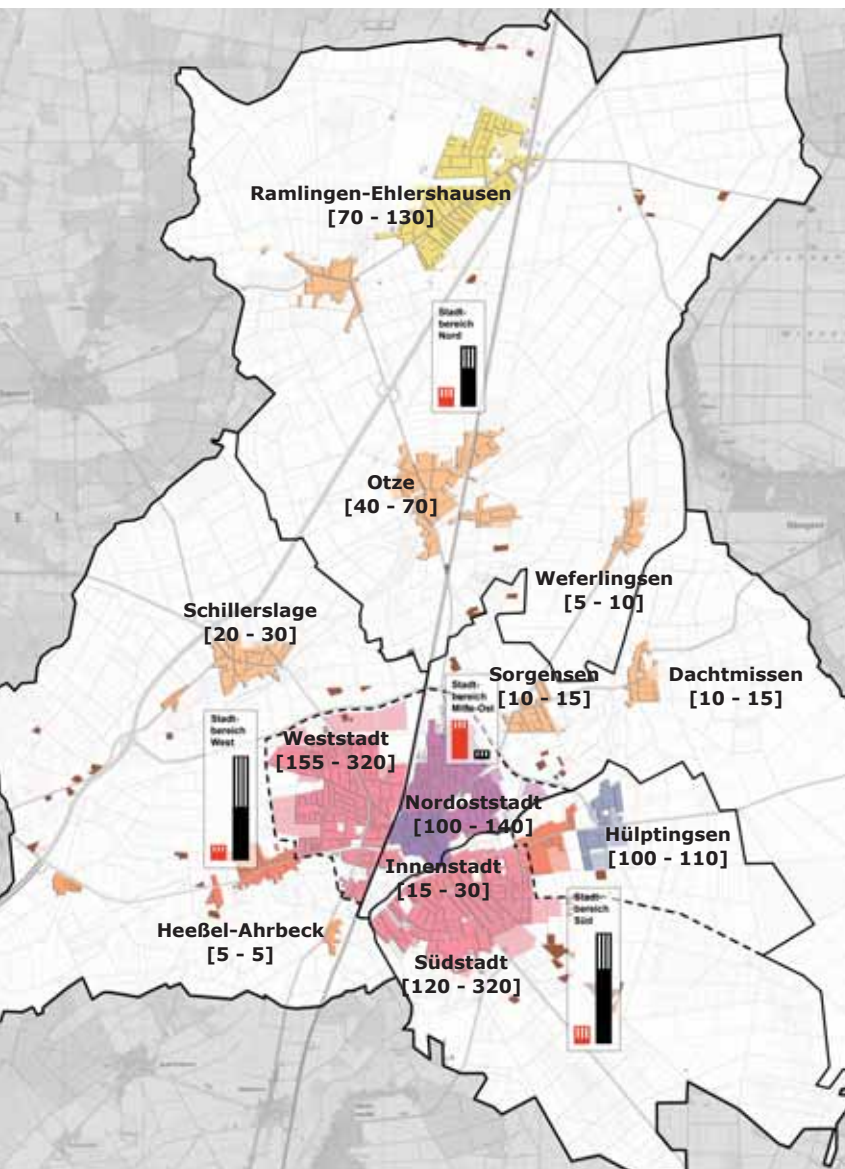 Ramlingen-Ehlershausen
[70 - 130]
Stadt-
bereich
Nord
Otze
[40 - 70]
Weferlingsen
[5 - 10]
Schillerslage
[20 - 30]
Sorgensen
[10 - 15]
Dachtmissen
[10 - 15]
Stadt-
bereich
Mitte-Ost
Stadt-
bereich
West
Weststadt
[155 - 320]
Nordoststadt
[100 - 140]
Hülptingsen
[100 - 110]
Innenstadt
[15 - 30]
Stadt-
bereich
Süd
Heeßel-Ahrbeck
[5 - 5]
Südstadt
[120 - 320]